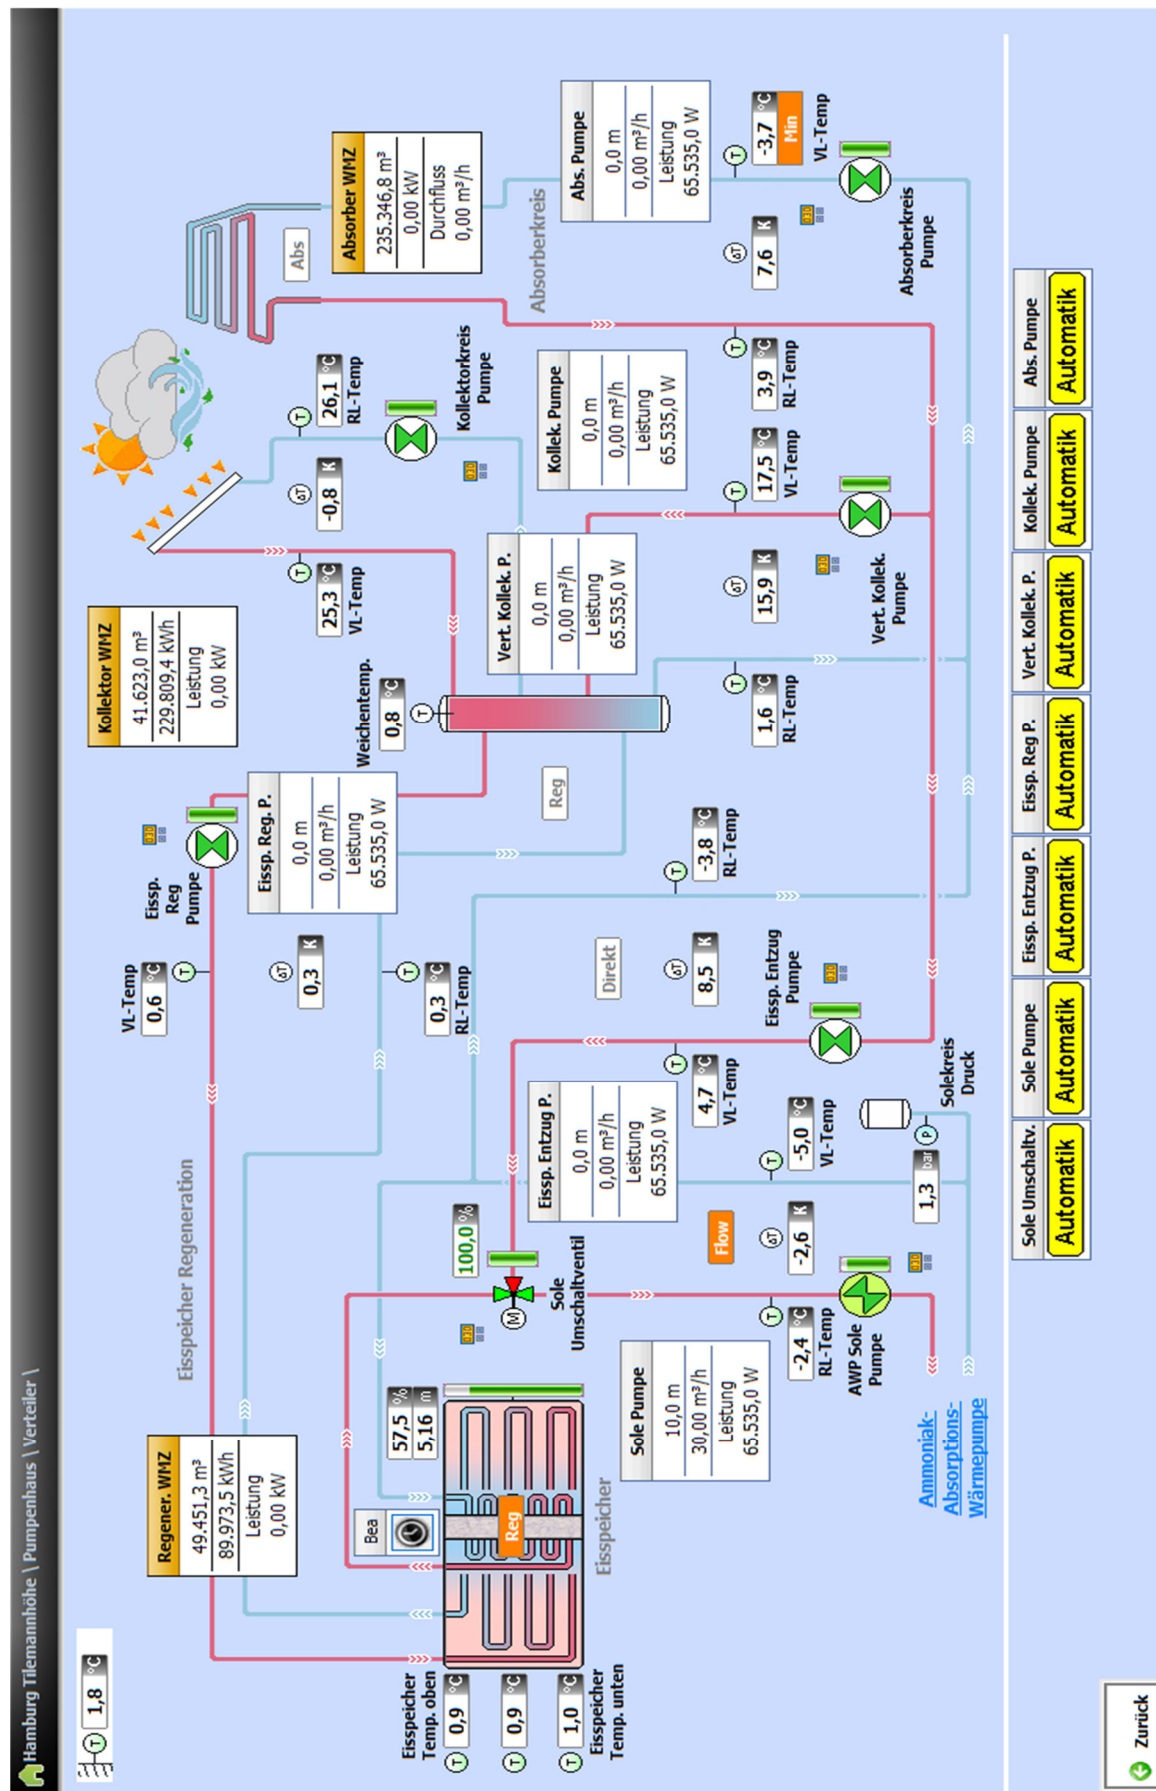 Hamburg Tilemannhöhe \ Pumpenhaus \ Verteiler \
T
1,8 °C
Regener. WMZ
49.451,3 m³
89.973,5 kWh
Leistung
0,00 kW
Eisspeicher Regeneration
VL-Temp
0,6 °C
T
Eissp.
Reg
Pumpe
Kollektor WMZ
41.623,0 m³
229.809,4 kWh
Leistung
0,00 kW
Eissp. Reg. P.
0,0 m
0,00 m³/h
Leistung
65.535,0 W
ΔT
0,3 K
T
0,3 °C
RL-Temp
Weichentemp.
0,8 °C
T
T
25,3 °C
VL-Temp
ΔT
-0,8 K
T
26,1 °C
RL-Temp
Kollektorkreis
Pumpe
Abs
Absorber WMZ
235.346,8 m³
0,00 kW
Durchfluss
0,00 m³/h
Absorberkreis
Bea
57,5 %
5,16 m
Reg
Eisspeicher
Eisspeicher
Temp. oben
T
0,9 °C
T
0,9 °C
T
1,0 °C
Eisspeicher
Temp. unten
100,0 %
M
Sole
Umschaltventil
Eissp. Entzug P.
0,0 m
0,00 m³/h
Leistung
65.535,0 W
Direkt
Reg
Vert. Kollek. P.
0,0 m
0,00 m³/h
Leistung
65.535,0 W
Kollek. Pumpe
0,0 m
0,00 m³/h
Leistung
65.535,0 W
Abs. Pumpe
0,0 m
0,00 m³/h
Leistung
65.535,0 W
Sole Pumpe
10,0 m
30,00 m³/h
Leistung
65.535,0 W
Flow
T
-2,4 °C
RL-Temp
ΔT
-2,6 K
T
-5,0 °C
VL-Temp
T
4,7 °C
VL-Temp
ΔT
8,5 K
T
-3,8 °C
RL-Temp
T
1,6 °C
RL-Temp
ΔT
15,9 K
T
17,5 °C
VL-Temp
T
3,9 °C
RL-Temp
ΔT
7,6 K
T
-3,7 °C
Min
VL-Temp
AWP Sole
Pumpe
Eissp. Entzug
Pumpe
Vert. Kollek.
Pumpe
Absorberkreis
Pumpe
1,3 bar
P
Solekreis
Druck
Ammoniak-
Absorptions-
Wärmepumpe
Sole Umschaltv.
Automatik
Sole Pumpe
Automatik
Eissp. Entzug P.
Automatik
Eissp. Reg P.
Automatik
Vert. Kollek. P.
Automatik
Kollek. Pumpe
Automatik
Abs. Pumpe
Automatik
Zurück